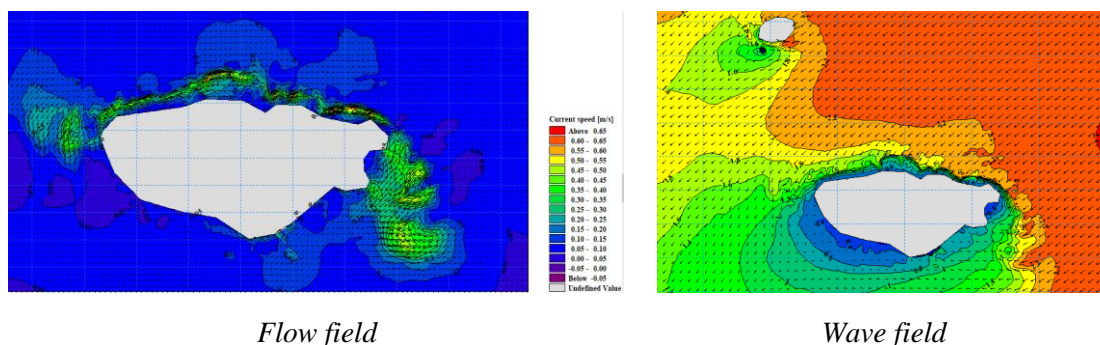 Current speed [m/s]
Above 0.65
0.60 - 0.65
0.55 - 0.60
0.50 - 0.55
0.45 - 0.50
0.40 - 0.45
0.35 - 0.40
0.30 - 0.35
0.25 - 0.30
0.20 - 0.25
0.15 - 0.20
0.10 - 0.15
0.05 - 0.10
0.00 - 0.05
-0.05 - 0.00
Below -0.05
Undefined Value
Flow field
Wave field